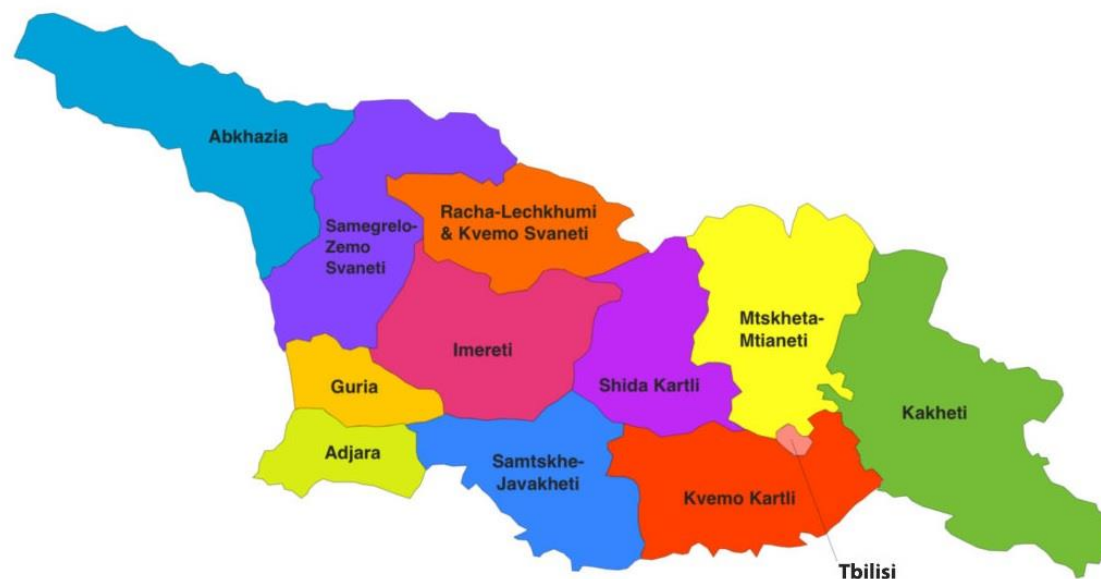 Abkhazia
Racha-Lechkhumi
& Kvemo Svaneti
Samegrelo-
Zemo
Svaneti
Mtskheta-
Mtianeti
Imereti
Guria
Shida Kartli
Kakheti
Adjara
Samtskhe-
Javakheti
Kvemo Kartli
Tbilisi